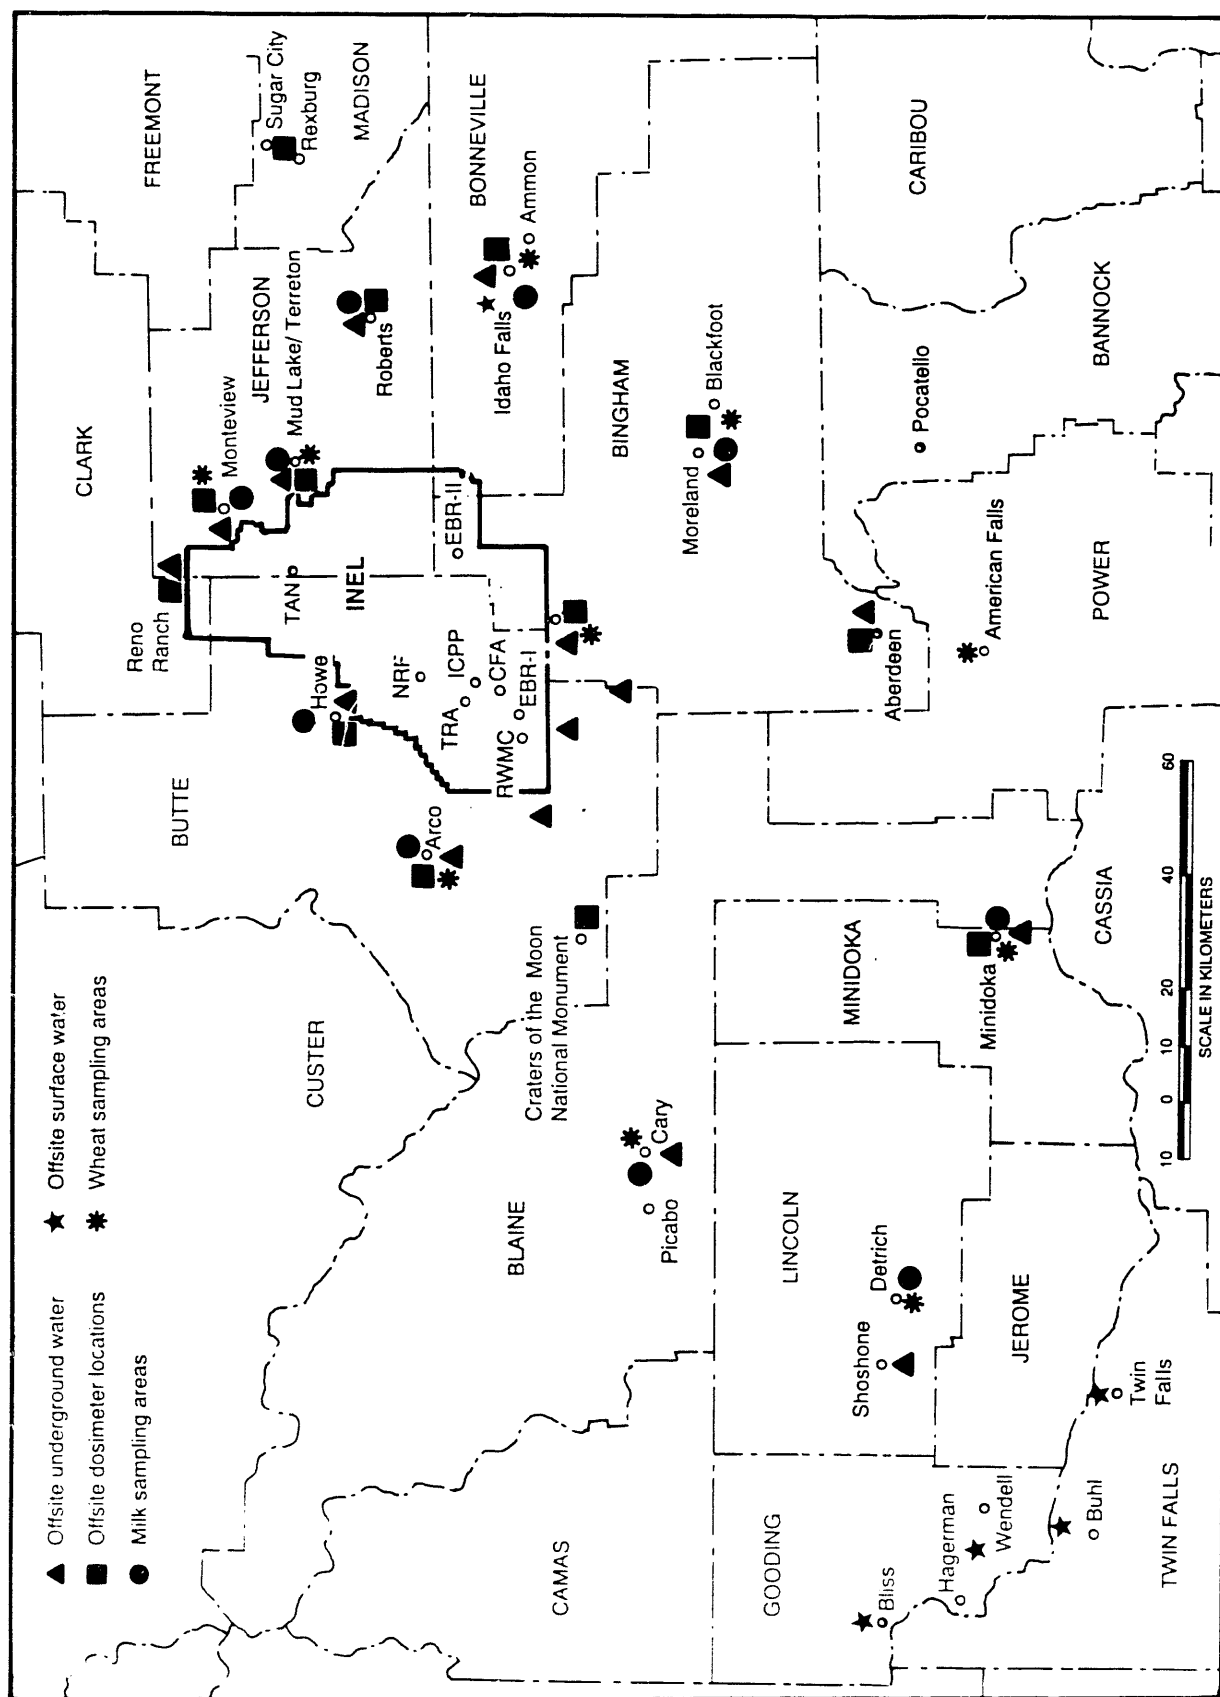 Offsite underground water
Offsite dosimeter locations
Milk sampling areas
Offsite surface water
Wheat sampling areas
CLARK
FREEMONT
Sugar City
Rexburg
MADISON
Reno
Ranch
Monteview
JEFFERSON
Mud Lake/ Terreton
Roberts
BUTTE
Howe
TAN
INEL
NRF
ICPP
TRA
CFA
EBR-I
RWMC
EBR-II
Arco
BONNEVILLE
Ammon
Idaho Falls
CUSTER
Craters of the Moon
National Monument
BINGHAM
Blackfoot
Moreland
BLAINE
Cary
Picabo
CAMAS
GOODING
LINCOLN
MINIDOKA
Minidoka
Aberdeen
American Falls
Pocatello
CARIBOU
BANNOCK
POWER
Shoshone
Detrich
Bliss
Hagerman
Wendell
JEROME
CASSIA
Buhl
Twin
Falls
TWIN FALLS
10 0 10 20 40 60
SCALE IN KILOMETERS